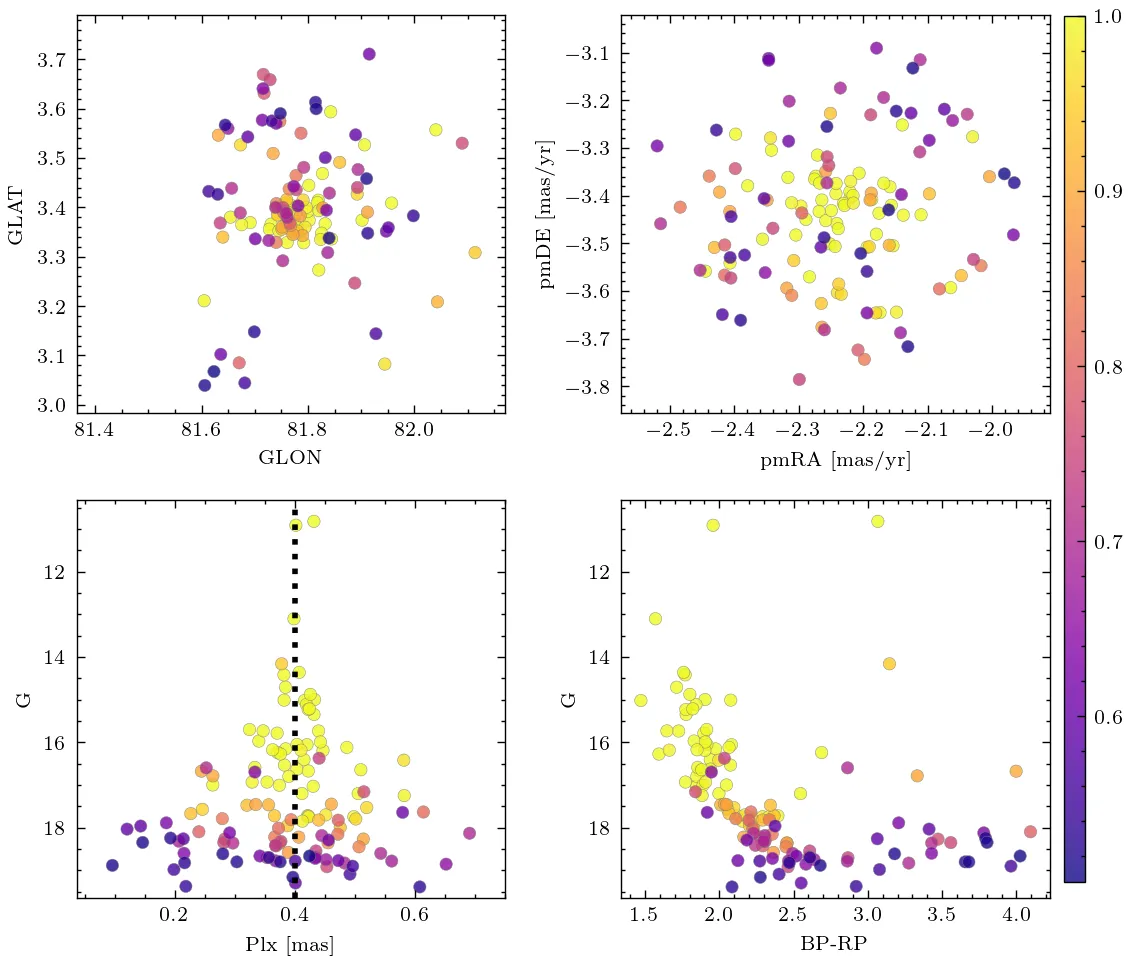 3.7
3.6
3.5
3.4
3.3
3.2
3.1
3.0
GLAT
81.4 81.6 81.8 82.0
GLON
−3.1
−3.2
−3.3
−3.4
−3.5
−3.6
−3.7
−3.8
pmDE [mas/yr]
−2.5 −2.4 −2.3 −2.2 −2.1 −2.0
pmRA [mas/yr]
1.0
0.9
0.8
0.7
0.6
12
14
16
18
G
0.2 0.4 0.6
Plx [mas]
12
14
16
18
G
1.5 2.0 2.5 3.0 3.5 4.0
BP-RP